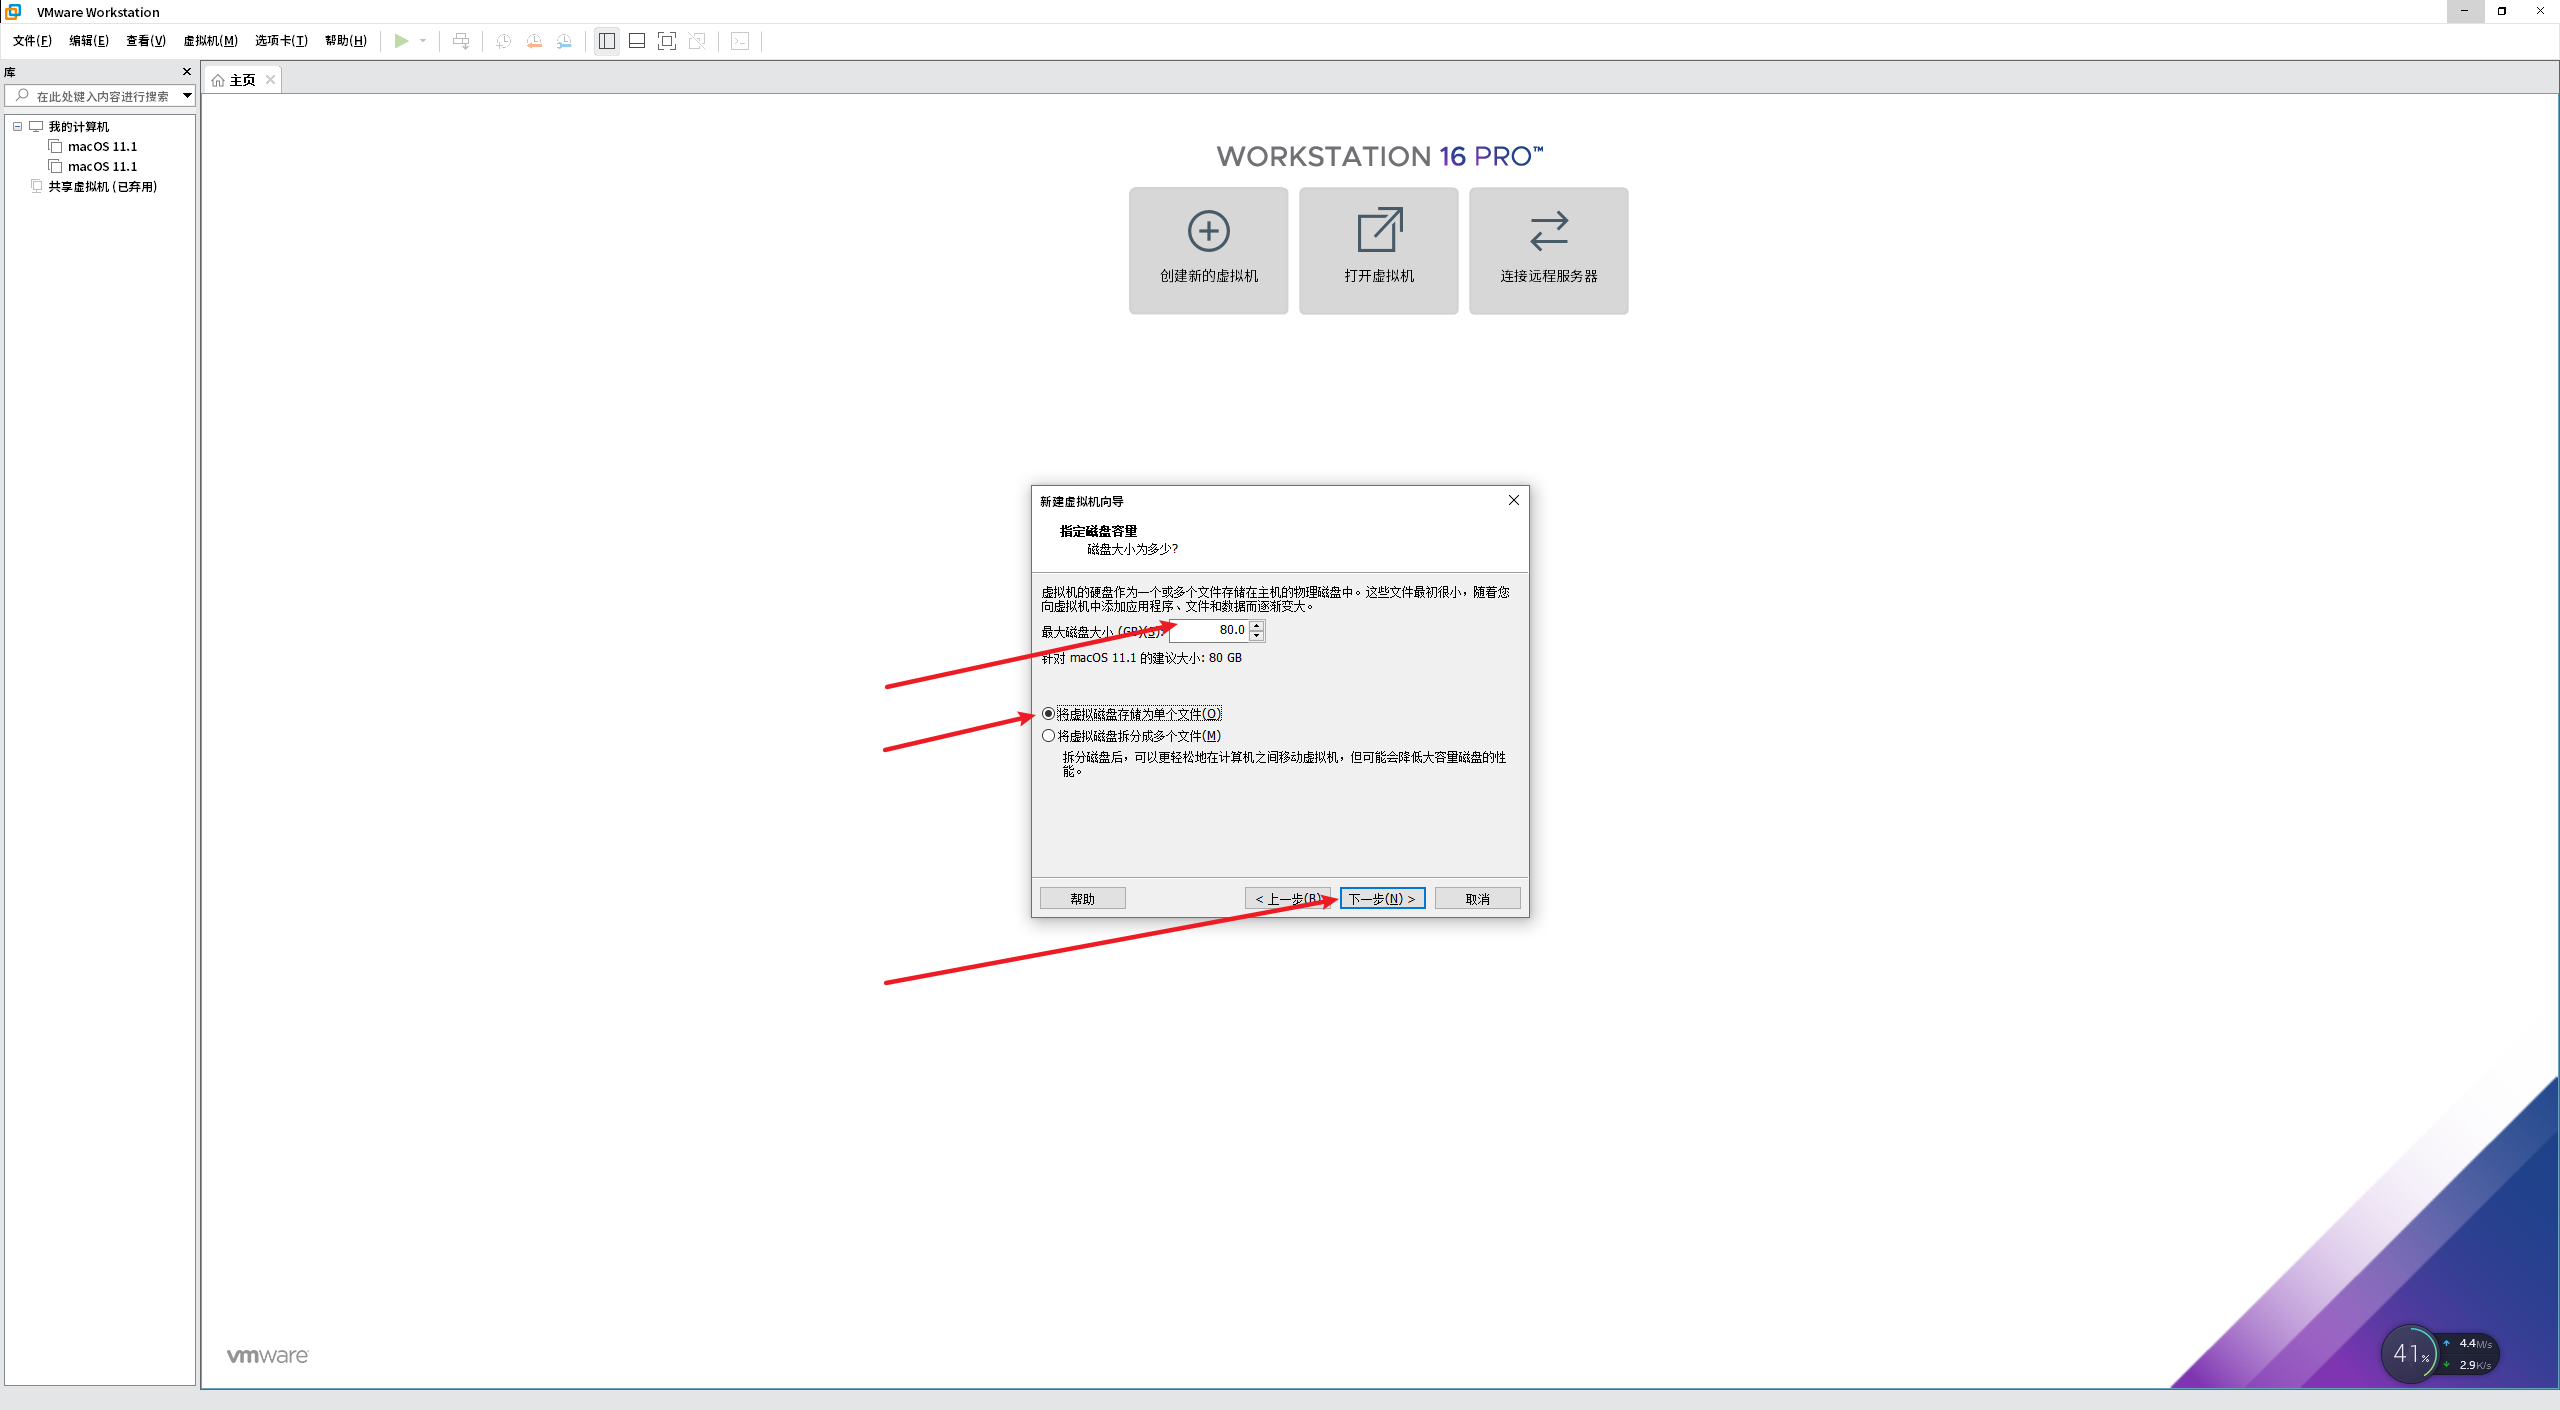 VMware Workstation
文件(F) 编辑(E) 查看(V) 虚拟机(M) 选项卡(T) 帮助(H)
库
在此处键入内容进行搜索
我的计算机
macOS 11.1
macOS 11.1
共享虚拟机 (已弃用)
主页
WORKSTATION 16 PRO™
创建新的虚拟机 打开虚拟机 连接远程服务器
新建虚拟机向导
指定磁盘容量
磁盘大小为多少?
虚拟机的硬盘作为一个或多个文件存储在主机的物理磁盘中。这些文件最初很小，随着您
向虚拟机中添加应用程序、文件和数据而逐渐变大。
最大磁盘大小 (GB)(S): 80.0
针对 macOS 11.1 的建议大小: 80 GB
将虚拟磁盘存储为单个文件(O)
将虚拟磁盘拆分成多个文件(M)
拆分磁盘后，可以更轻松地在计算机之间移动虚拟机，但可能会降低大容量磁盘的性
能。
帮助 < 上一步(B) 下一步(N) > 取消
vmware
41% 4.4M/s
2.9K/s